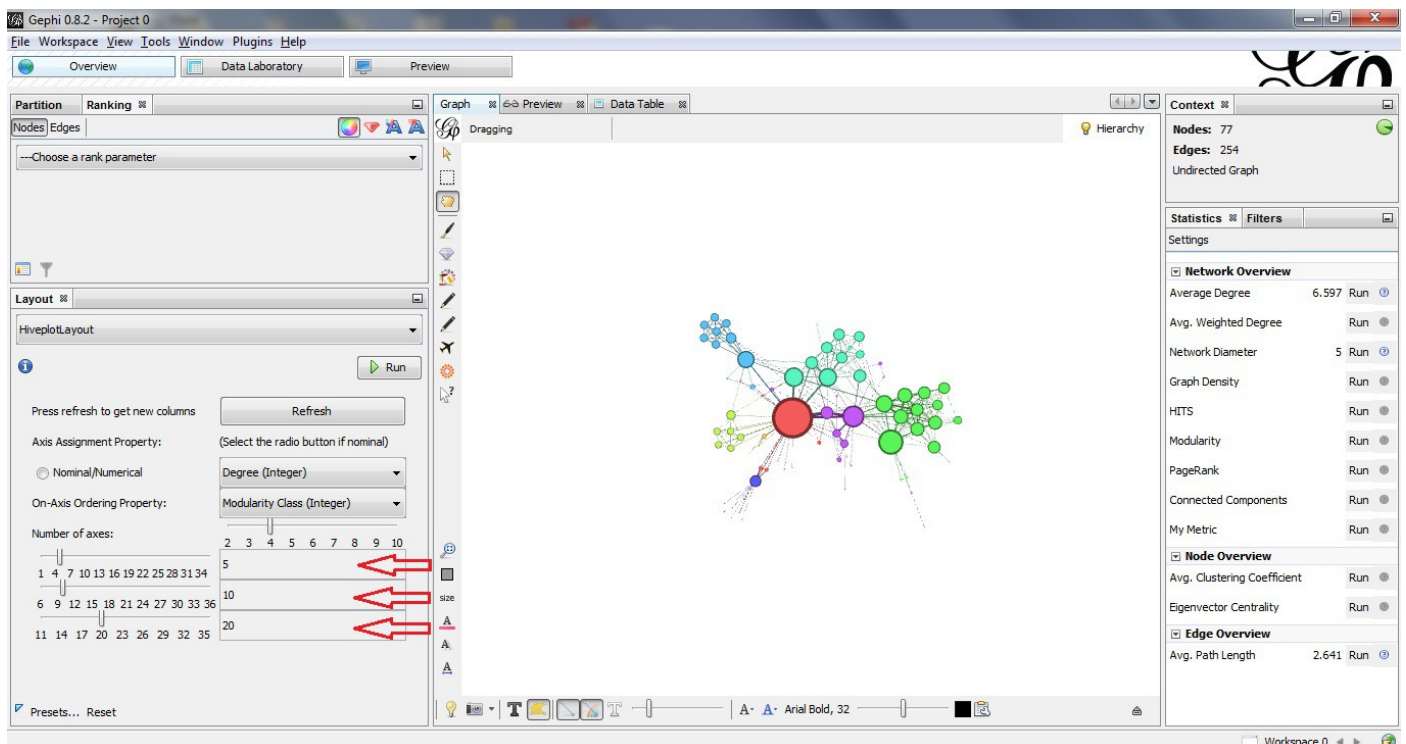 Gephi 0.8.2 - Project 0
File Workspace View Tools Window Plugins Help
Overview Data Laboratory Preview
Partition Ranking
Nodes Edges
---Choose a rank parameter
Layout
HiveplotLayout
Run
Press refresh to get new columns Refresh
Axis Assignment Property: (Select the radio button if nominal)
Nominal/Numerical Degree (Integer)
On-Axis Ordering Property: Modularity Class (Integer)
Number of axes:
2 3 4 5 6 7 8 9 10
5
1 4 7 10 13 16 19 22 25 28 31 34
10
6 9 12 15 18 21 24 27 30 33 36
20
11 14 17 20 23 26 29 32 35
Presets... Reset
Graph Preview Data Table
Dragging Hierarchy
size
A
A
A
T T A- A- Arial Bold, 32
Context
Nodes: 77
Edges: 254
Undirected Graph
Statistics Filters
Settings
Network Overview
Average Degree 6.597 Run
Avg. Weighted Degree Run
Network Diameter 5 Run
Graph Density Run
HITS Run
Modularity Run
PageRank Run
Connected Components Run
My Metric Run
Node Overview
Avg. Clustering Coefficient Run
Eigenvector Centrality Run
Edge Overview
Avg. Path Length 2.641 Run
Workspace 0